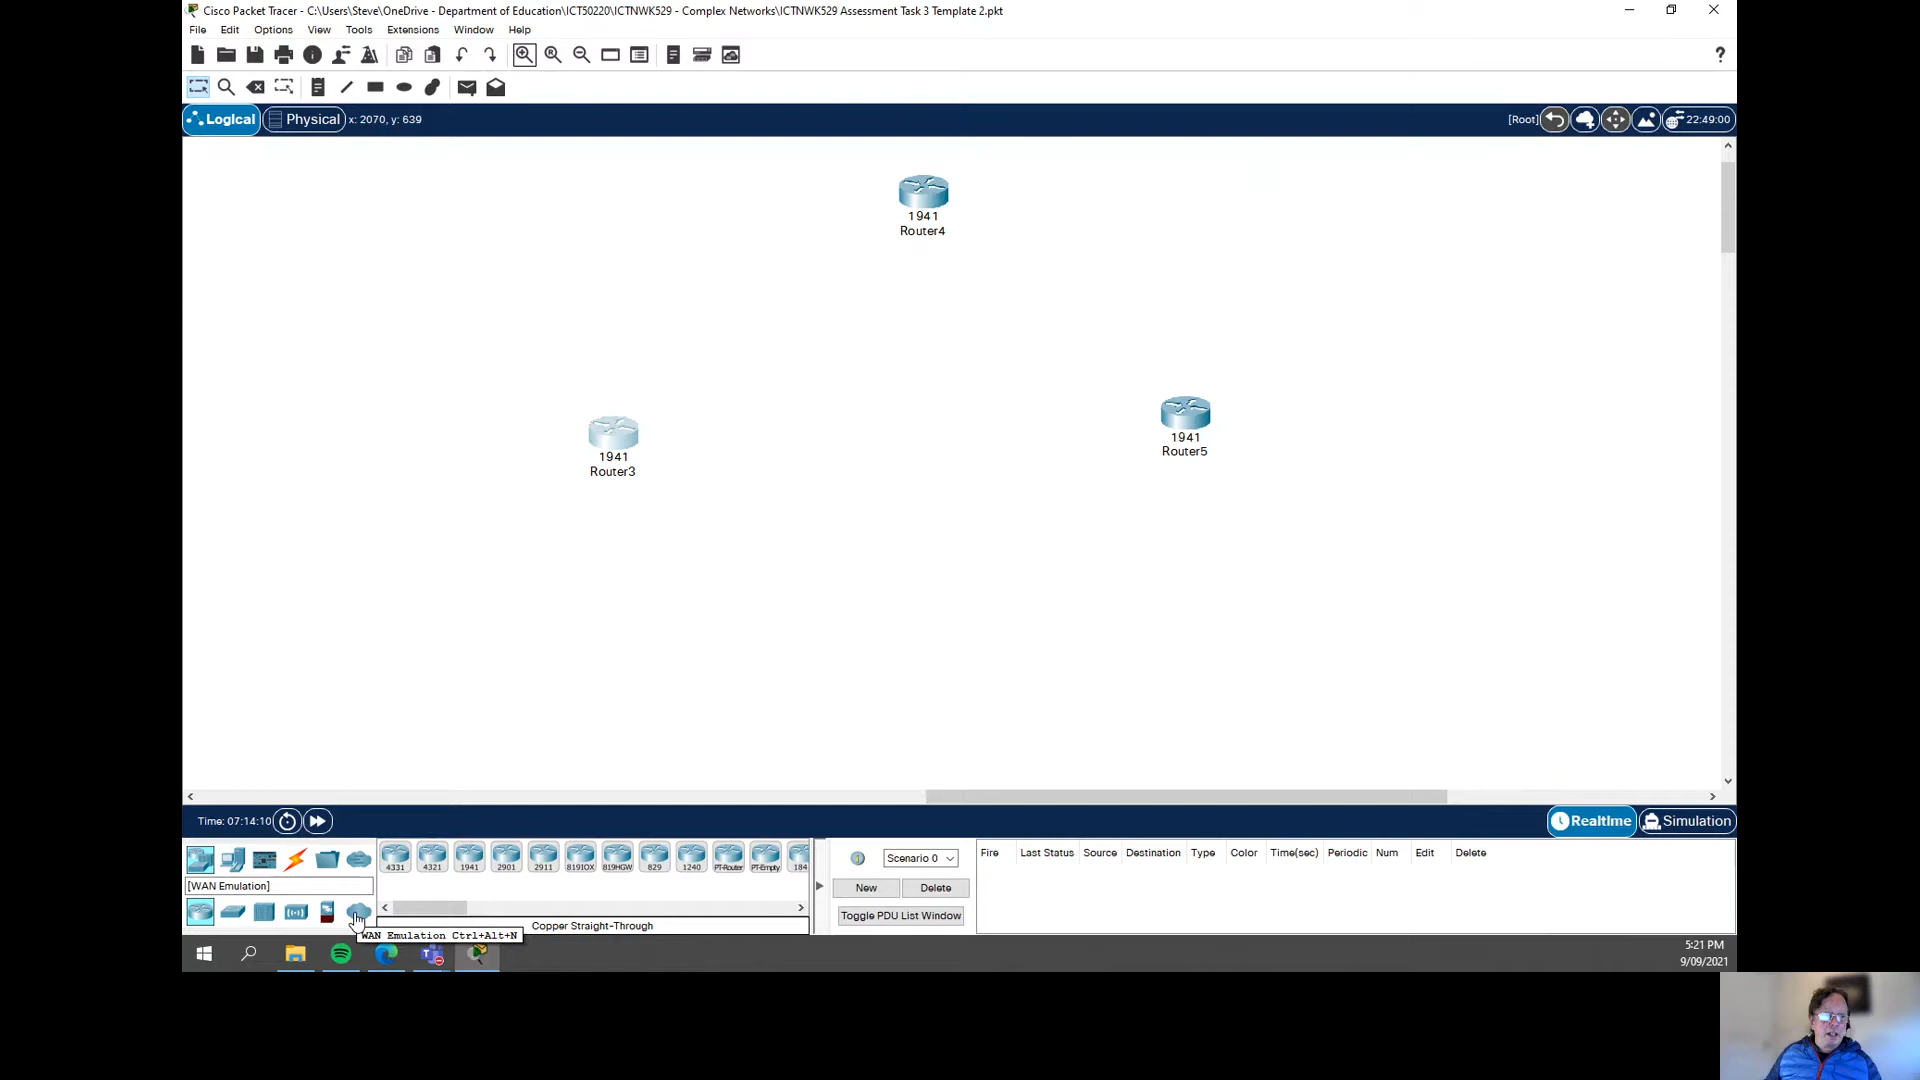 Cisco Packet Tracer - C:\Users\Steve\OneDrive - Department of Education\ICT50220\ICTNWK529 - Complex Networks\ICTNWK529 Assessment Task 3 Template 2.pkt
File Edit Options View Tools Extensions Window Help
Logical Physical x: 2070, y: 639 [Root] 22:49:00
1941
Router4
1941
Router5
1941
Router3
Time: 07:14:10 Realtime Simulation
4331 4321 1941 2901 2911 819IOX 819HGW 829 1240 PT-Router PT-Empty 184
[WAN Emulation]
Copper Straight-Through
WAN Emulation Ctrl+Alt+N
Scenario 0
New Delete
Toggle PDU List Window
Fire Last Status Source Destination Type Color Time(sec) Periodic Num Edit Delete
5:21 PM
9/09/2021